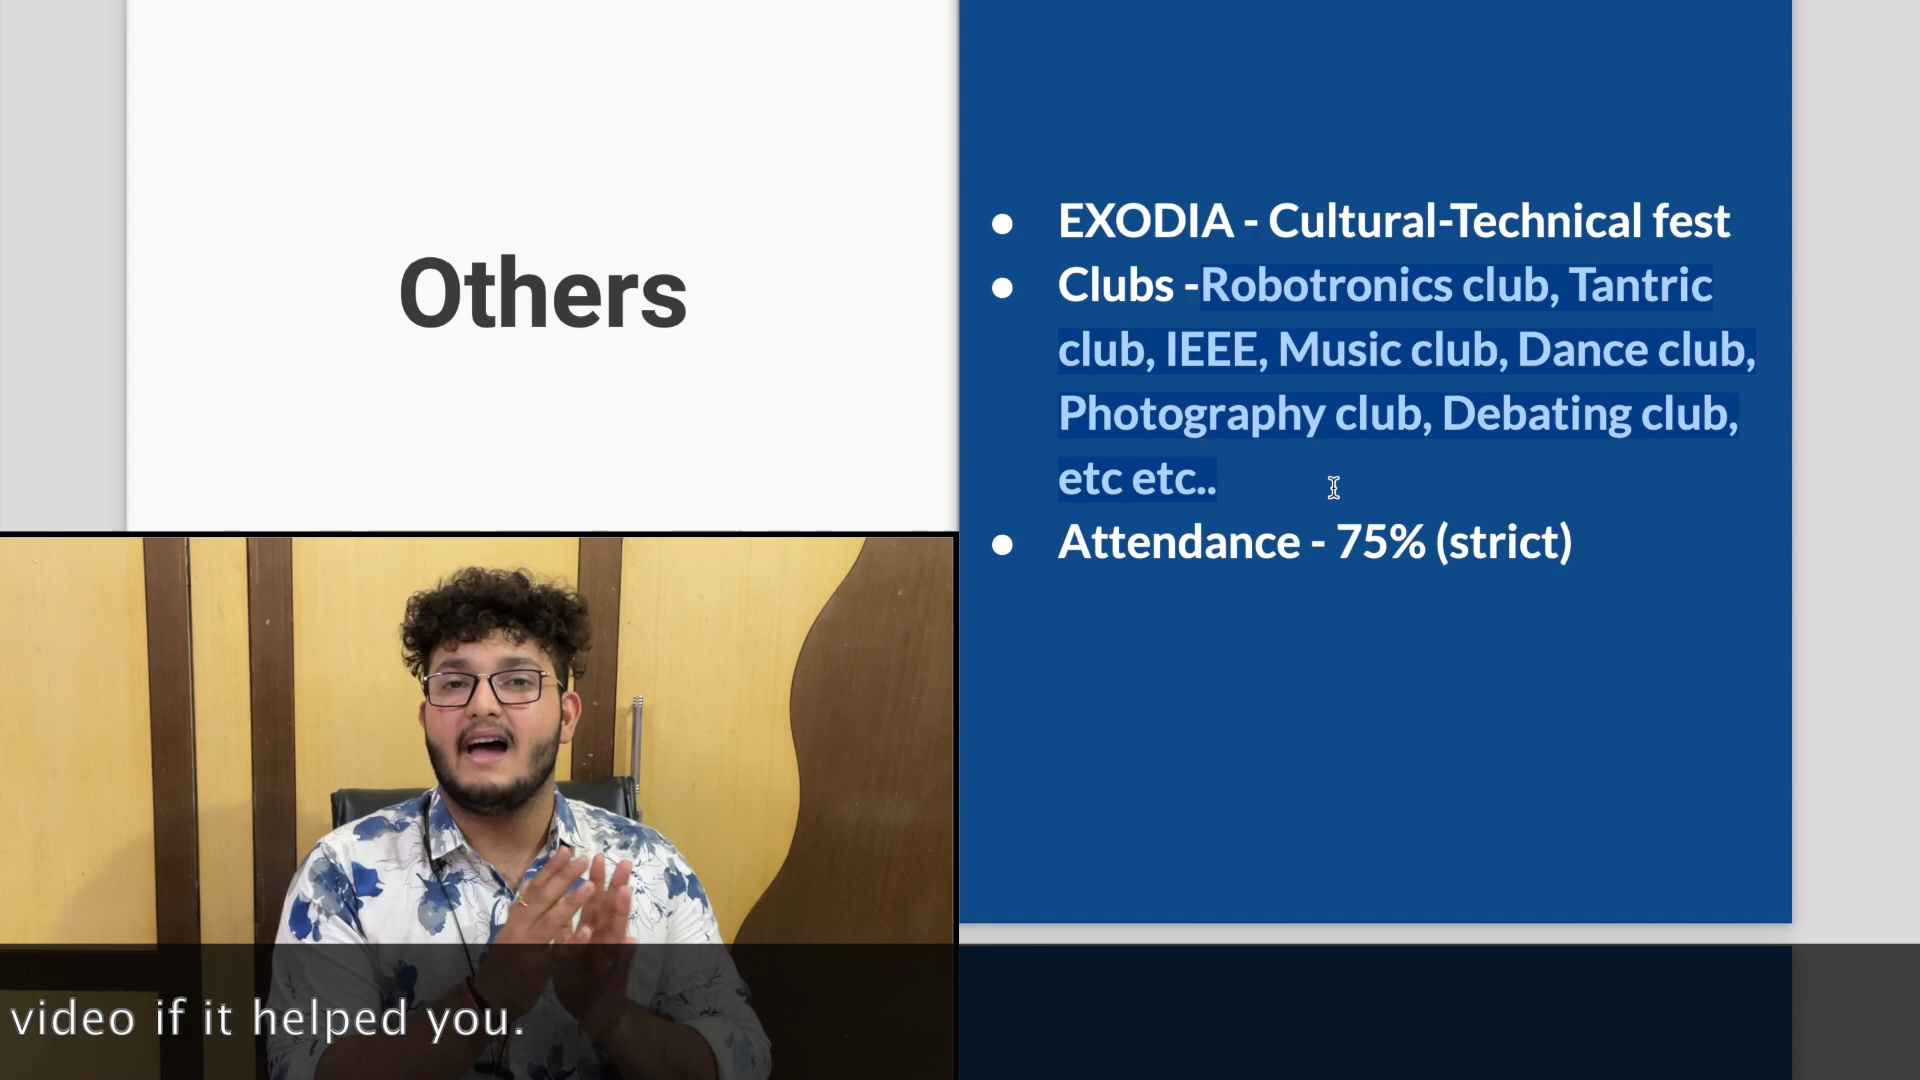 Others
● EXODIA - Cultural-Technical fest
● Clubs -Robotronics club, Tantric
club, IEEE, Music club, Dance club,
Photography club, Debating club,
etc etc..
● Attendance - 75% (strict)
video if it helped you.